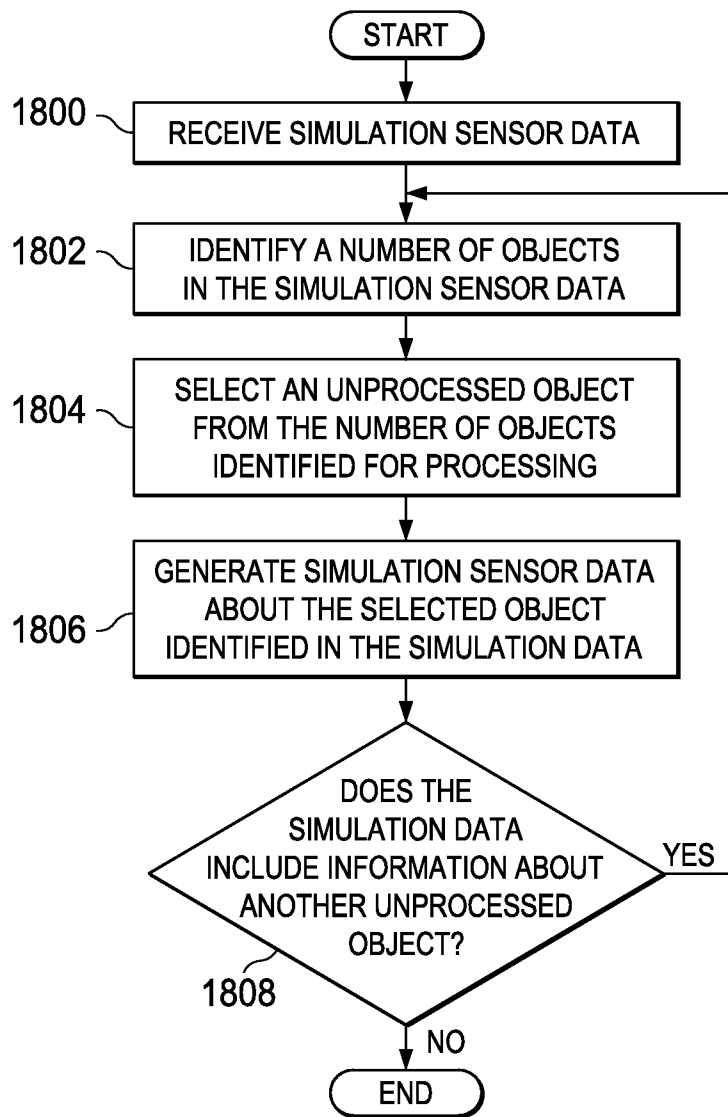 START
1800
RECEIVE SIMULATION SENSOR DATA
1802
IDENTIFY A NUMBER OF OBJECTS
IN THE SIMULATION SENSOR DATA
1804
SELECT AN UNPROCESSED OBJECT
FROM THE NUMBER OF OBJECTS
IDENTIFIED FOR PROCESSING
1806
GENERATE SIMULATION SENSOR DATA
ABOUT THE SELECTED OBJECT
IDENTIFIED IN THE SIMULATION DATA
DOES THE
SIMULATION DATA
INCLUDE INFORMATION ABOUT
ANOTHER UNPROCESSED
OBJECT?
YES
1808
NO
END